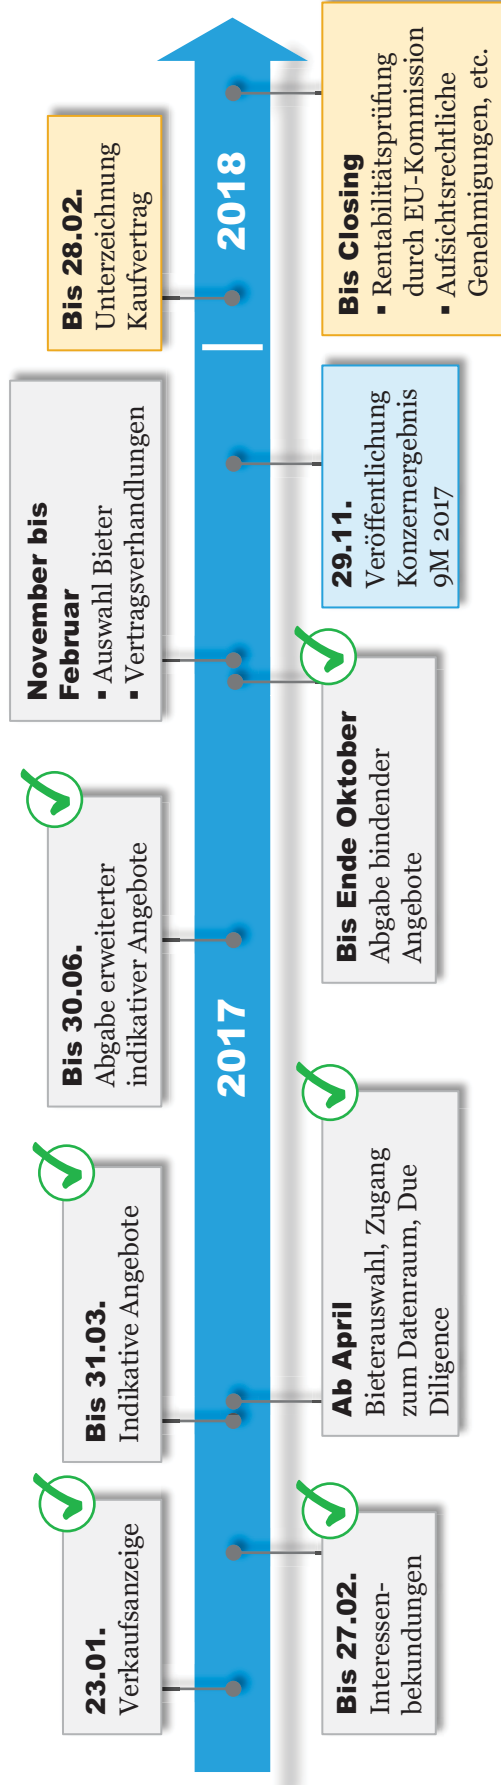 23.01.
Verkaufsanzeige
Bis 27.02.
Interessen-
bekundungen
Bis 31.03.
Indikative Angebote
Ab April
Bieterauswahl, Zugang
zum Datenraum, Due
Diligence
2017
Bis 30.06.
Abgabe erweiterter
indikativer Angebote
Bis Ende Oktober
Abgabe bindender
Angebote
November bis
Februar
▪ Auswahl Bieter
▪ Vertragsverhandlungen
29.11.
Veröffentlichung
Konzernergebnis
9M 2017
2018
Bis 28.02.
Unterzeichnung
Kaufvertrag
Bis Closing
▪ Rentabilitätsprüfung
durch EU-Kommission
▪ Aufsichtsrechtliche
Genehmigungen, etc.